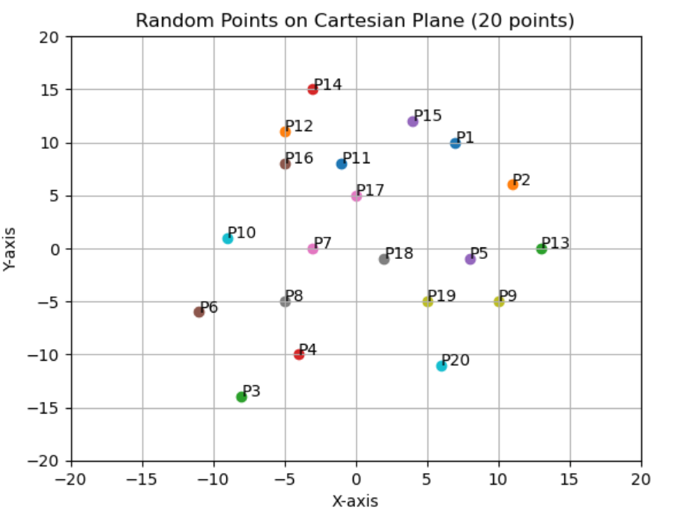 Random Points on Cartesian Plane (20 points)
20
15
10
5
0
−5
−10
−15
−20
Y-axis
P14
P15
P12
P1
P16
P11
P2
P17
P10
P7
P18
P5
P13
P8
P19
P9
P6
P4
P20
P3
−20
−15
−10
−5
0
5
10
15
20
X-axis